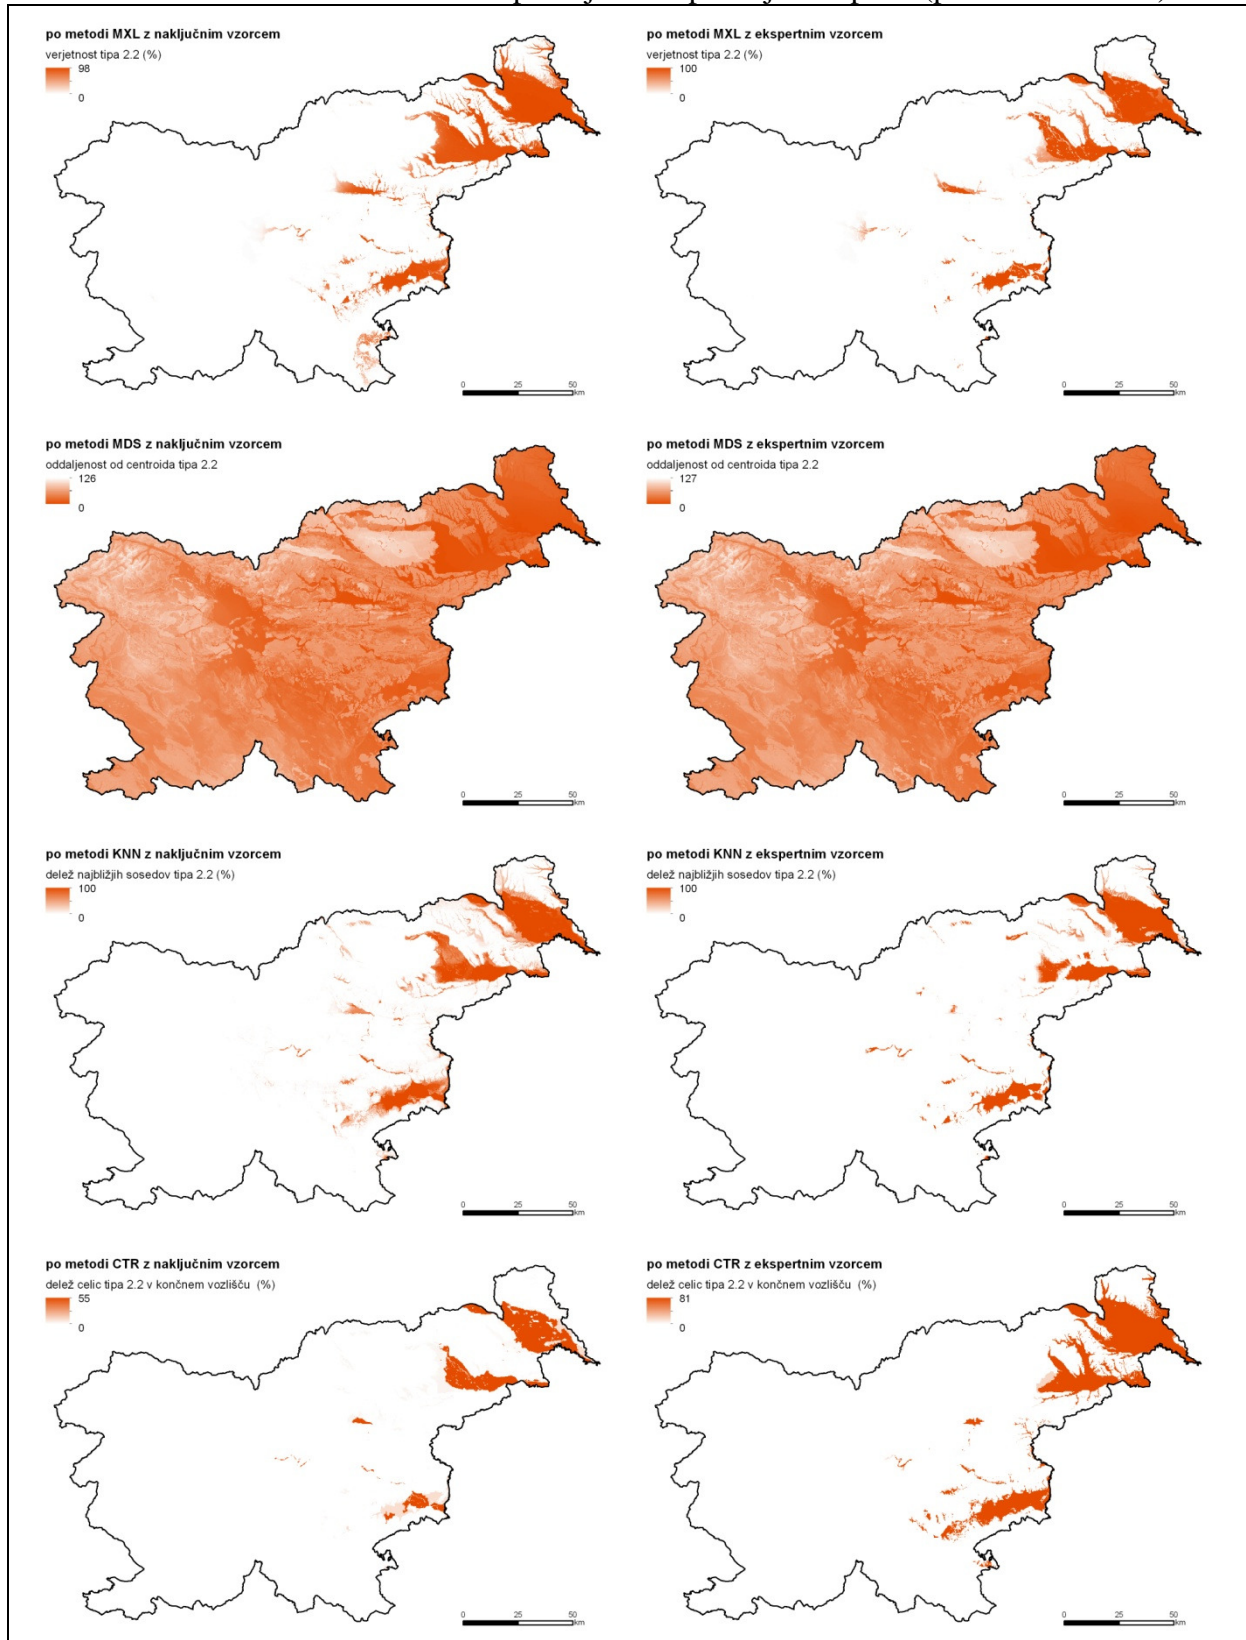 po metodi MXL z naključnim vzorcem
verjetnost tipa 2.2 (%)
98
0
0 25 50
km
po metodi MXL z ekspertnim vzorcem
verjetnost tipa 2.2 (%)
100
0
0 25 50
km
po metodi MDS z naključnim vzorcem
oddaljenost od centroida tipa 2.2
126
0
0 25 50
km
po metodi MDS z ekspertnim vzorcem
oddaljenost od centroida tipa 2.2
127
0
0 25 50
km
po metodi KNN z naključnim vzorcem
delež najbližjih sosedov tipa 2.2 (%)
100
0
0 25 50
km
po metodi KNN z ekspertnim vzorcem
delež najbližjih sosedov tipa 2.2 (%)
100
0
0 25 50
km
po metodi CTR z naključnim vzorcem
delež celic tipa 2.2 v končnem vozlišču (%)
55
0
0 25 50
km
po metodi CTR z ekspertnim vzorcem
delež celic tipa 2.2 v končnem vozlišču (%)
81
0
0 25 50
km